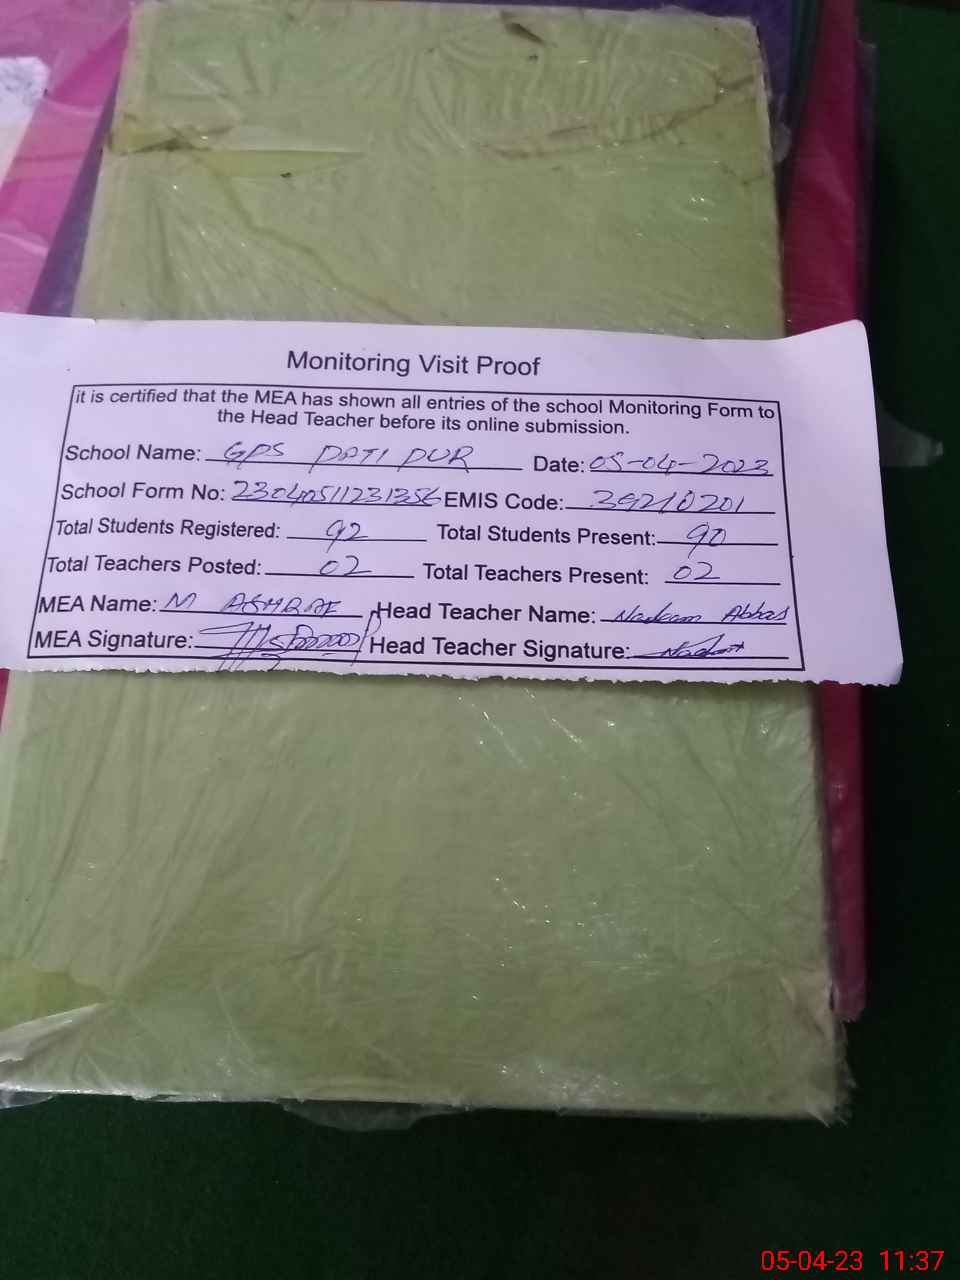 Monitoring Visit Proof
it is certified that the MEA has shown all entries of the school Monitoring Form to
the Head Teacher before its online submission.
School Name: GPS PATI PUR Date: 05-04-2023
School Form No: 23040511231356 EMIS Code: 39210201
Total Students Registered: 92 Total Students Present: 90
Total Teachers Posted: 02 Total Teachers Present: 02
MEA Name: M ASHRAF Head Teacher Name: Nadeem Abbas
MEA Signature: Head Teacher Signature:
05-04-23 11:37